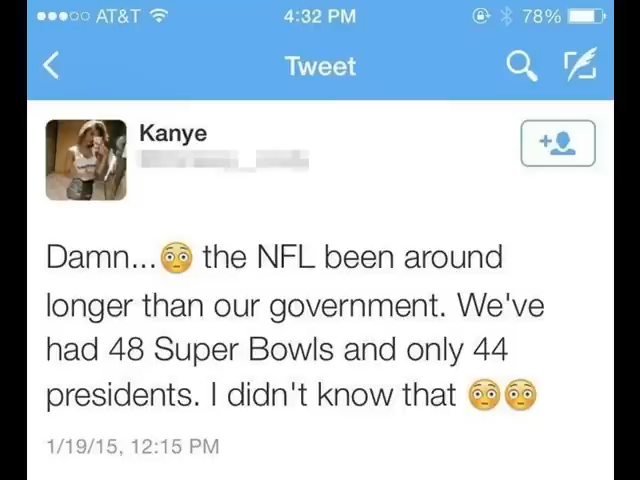 AT&T 4:32 PM 78%
Tweet
Kanye
Damn...😳 the NFL been around
longer than our government. We've
had 48 Super Bowls and only 44
presidents. I didn't know that 😳😳
1/19/15, 12:15 PM